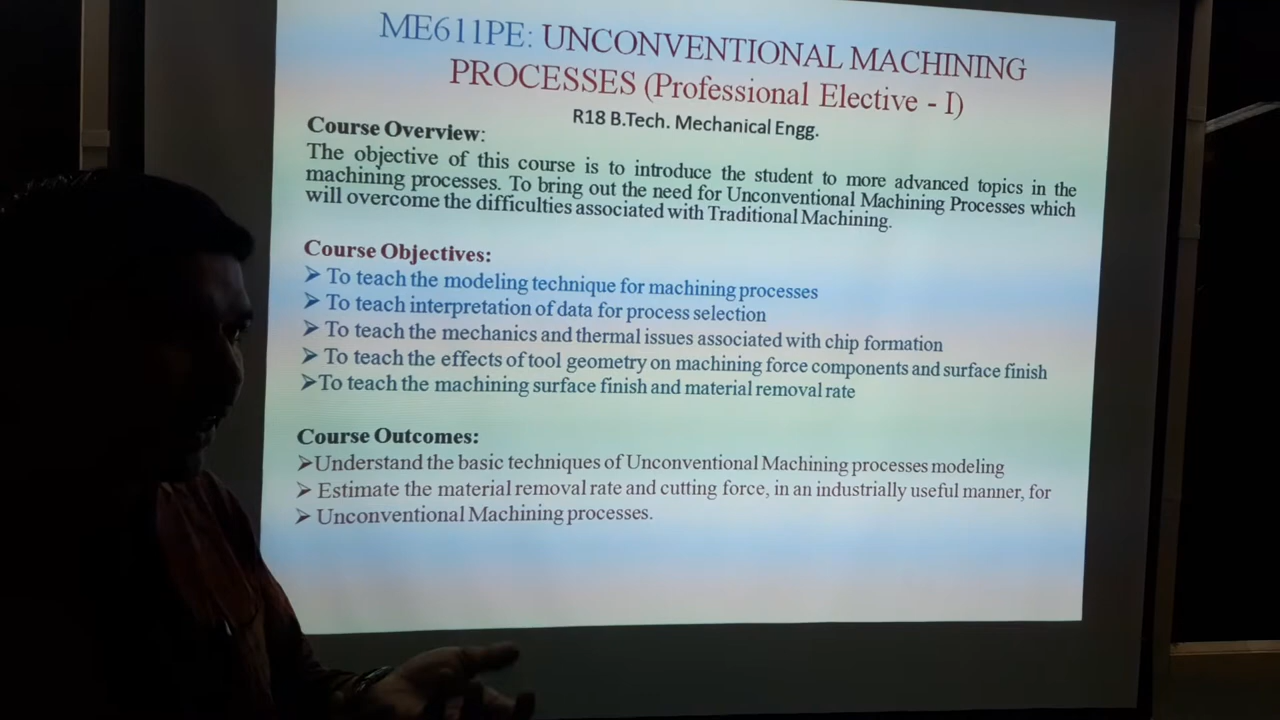 ME611PE: UNCONVENTIONAL MACHINING
PROCESSES (Professional Elective - I)
R18 B.Tech. Mechanical Engg.
Course Overview:
The objective of this course is to introduce the student to more advanced topics in the
machining processes. To bring out the need for Unconventional Machining Processes which
will overcome the difficulties associated with Traditional Machining.
Course Objectives:
➤ To teach the modeling technique for machining processes
➤ To teach interpretation of data for process selection
➤ To teach the mechanics and thermal issues associated with chip formation
➤ To teach the effects of tool geometry on machining force components and surface finish
➤To teach the machining surface finish and material removal rate
Course Outcomes:
➤Understand the basic techniques of Unconventional Machining processes modeling
➤ Estimate the material removal rate and cutting force, in an industrially useful manner, for
➤ Unconventional Machining processes.